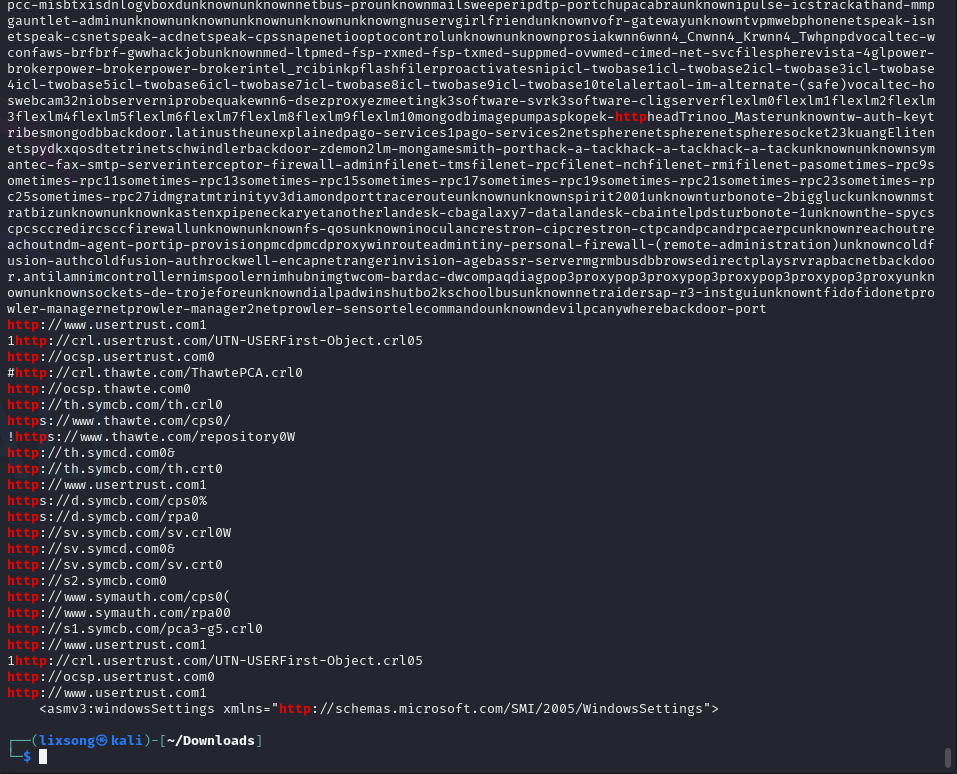 pcc-misbtxisdnlogvboxdunknownunknownnetbus-prounknownmailsweeperipdtp-portchupacabraunknownipulse-icstrackathand-mmp
gauntlet-adminunknownunknownunknownunknownunknowngnuservgirlfriendunknownvofr-gatewayunknowntvpmwebphonenetspeak-isn
etspeak-csnetspeak-acdnetspeak-cpssnapenetiooptocontrolunknownunknownprosiakwnn6wnn4_Cnwnn4_Krwnn4_Twhpnpdvocaltec-w
confaws-brfbrf-gwwhackjobunknownmed-ltpmed-fsp-rxmed-fsp-txmed-suppmed-ovwmed-cimed-net-svcfilespherevista-4glpower-
brokerpower-brokerpower-brokerintel_rcibinkpflashfilerproactivatesnipicl-twobase1icl-twobase2icl-twobase3icl-twobase
4icl-twobase5icl-twobase6icl-twobase7icl-twobase8icl-twobase9icl-twobase10telalertaol-im-alternate-(safe)vocaltec-ho
swebcam32niobserverniprobequakewnn6-dsezproxyezmeetingk3software-svrk3software-cligserverflexlm0flexlm1flexlm2flexlm
3flexlm4flexlm5flexlm6flexlm7flexlm8flexlm9flexlm10mongodbimagepumpaspkopek-httpheadTrinoo_Masterunknowntw-auth-keyt
ribesmongodbbackdoor.latinustheunexplainedpago-services1pago-services2netspherenetspherenetspheresocket23kuangEliten
etspydkxqosdtetrinetschwindlerbackdoor-zdemon2lm-mongamesmith-porthack-a-tackhack-a-tackhack-a-tackunknownunknownsym
antec-fax-smtp-serverinterceptor-firewall-adminfilenet-tmsfilenet-rpcfilenet-nchfilenet-rmifilenet-pasometimes-rpc9s
ometimes-rpc11sometimes-rpc13sometimes-rpc15sometimes-rpc17sometimes-rpc19sometimes-rpc21sometimes-rpc23sometimes-rp
c25sometimes-rpc27idmgratmtrinityv3diamondporttracerouteunknownunknownspirit2001unknownturbonote-2biggluckunknownmst
ratbizunknownunknownkastenxpipeneckaryetanotherlandesk-cbagalaxy7-datalandesk-cbaintelpdsturbonote-1unknownthe-spycs
cpcsccredircsccfirewallunknownunknownfs-qosunknowninoculancrestron-cipcrestron-ctpcandpcandrpcaerpcunknownreachoutre
achoutndm-agent-portip-provisionpmcdpmcdproxywinrouteadmintiny-personal-firewall-(remote-administration)unknowncoldf
usion-authcoldfusion-authrockwell-encapnetrangerinvision-agebassr-servermgrmbusdbbrowsedirectplaysrvrapbacnetbackdoo
r.antilamnimcontrollernimspoolernimhubnimgtwcom-bardac-dwcompaqdiagpop3proxypop3proxypop3proxypop3proxypop3proxyunkn
ownunknownsockets-de-trojeforeunknowndialpadwinshutbo2kschoolbusunknownnetraidersap-r3-instguiunknowntfidofidonetpro
wler-managernetprowler-manager2netprowler-sensortelecommandounknowndevilpcanywherebackdoor-port
http://www.usertrust.com1
1http://crl.usertrust.com/UTN-USERFirst-Object.crl05
http://ocsp.usertrust.com0
#http://crl.thawte.com/ThawtePCA.crl0
http://ocsp.thawte.com0
http://th.symcb.com/th.crl0
https://www.thawte.com/cps0/
!https://www.thawte.com/repository0W
http://th.symcd.com0&
http://th.symcb.com/th.crt0
http://www.usertrust.com1
https://d.symcb.com/cps0%
https://d.symcb.com/rpa0
http://sv.symcb.com/sv.crl0W
http://sv.symcd.com0&
http://sv.symcb.com/sv.crt0
http://s2.symcb.com0
http://www.symauth.com/cps0(
http://www.symauth.com/rpa00
http://s1.symcb.com/pca3-g5.crl0
http://www.usertrust.com1
1http://crl.usertrust.com/UTN-USERFirst-Object.crl05
http://ocsp.usertrust.com0
http://www.usertrust.com1
<asmv3:windowsSettings xmlns="http://schemas.microsoft.com/SMI/2005/WindowsSettings">
┌──(lixsong㉿kali)-[~/Downloads]
└─$